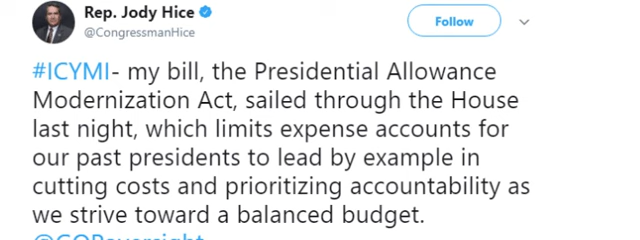 Rep. Jody Hice
@CongressmanHice
Follow
#ICYMI- my bill, the Presidential Allowance
Modernization Act, sailed through the House
last night, which limits expense accounts for
our past presidents to lead by example in
cutting costs and prioritizing accountability as
we strive toward a balanced budget.